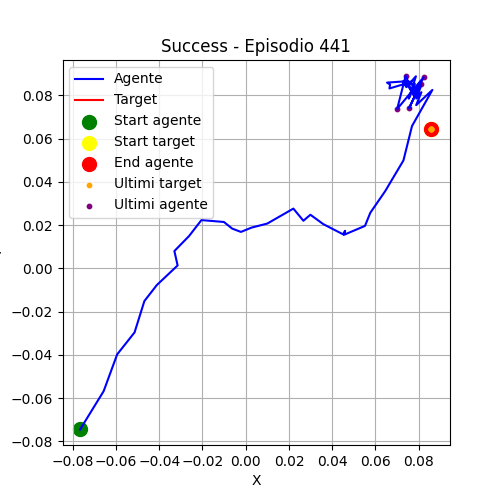 Success - Episodio 441
Agente
Target
Start agente
Start target
End agente
Ultimi target
Ultimi agente
0.08
0.06
0.04
0.02
0.00
−0.02
−0.04
−0.06
−0.08
−0.08 −0.06 −0.04 −0.02 0.00 0.02 0.04 0.06 0.08
X